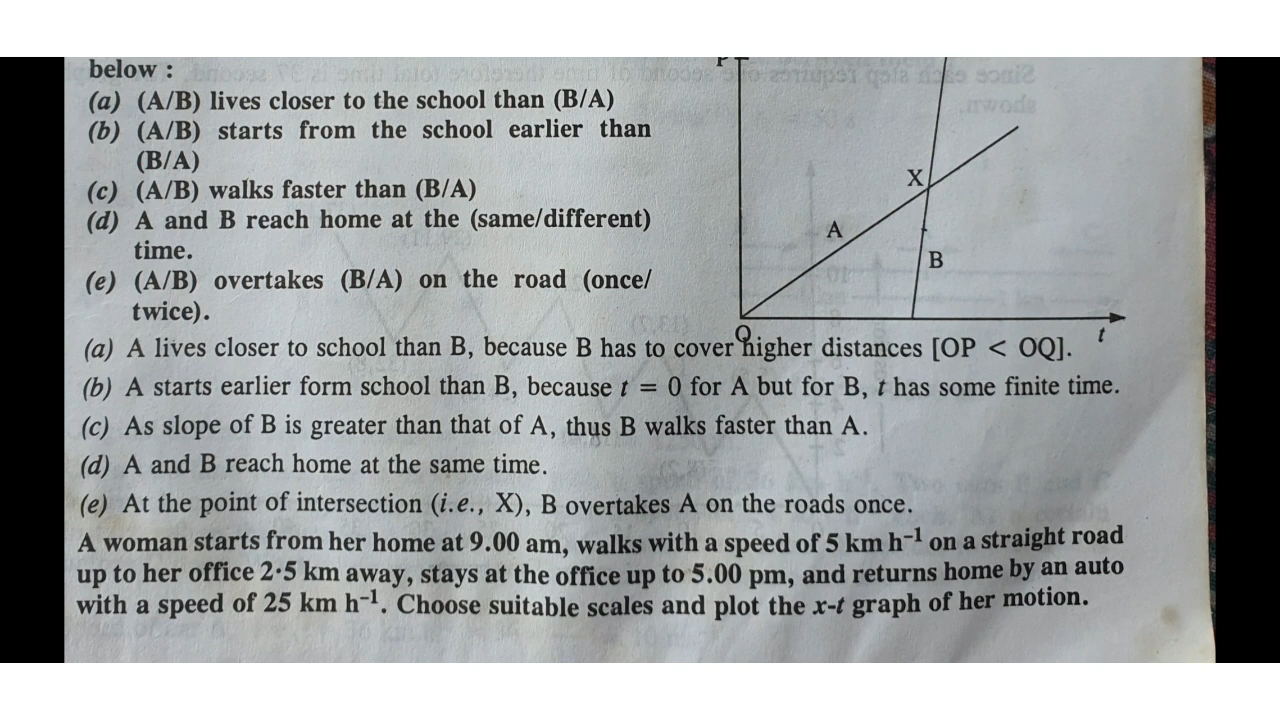 below :
(a) (A/B) lives closer to the school than (B/A)
(b) (A/B) starts from the school earlier than
(B/A)
(c) (A/B) walks faster than (B/A)
(d) A and B reach home at the (same/different)
time.
(e) (A/B) overtakes (B/A) on the road (once/
twice).
P
X
A
B
O
t
(a) A lives closer to school than B, because B has to cover higher distances [OP < OQ].
(b) A starts earlier form school than B, because t = 0 for A but for B, t has some finite time.
(c) As slope of B is greater than that of A, thus B walks faster than A.
(d) A and B reach home at the same time.
(e) At the point of intersection (i.e., X), B overtakes A on the roads once.
A woman starts from her home at 9.00 am, walks with a speed of 5 km h⁻¹ on a straight road
up to her office 2·5 km away, stays at the office up to 5.00 pm, and returns home by an auto
with a speed of 25 km h⁻¹. Choose suitable scales and plot the x-t graph of her motion.